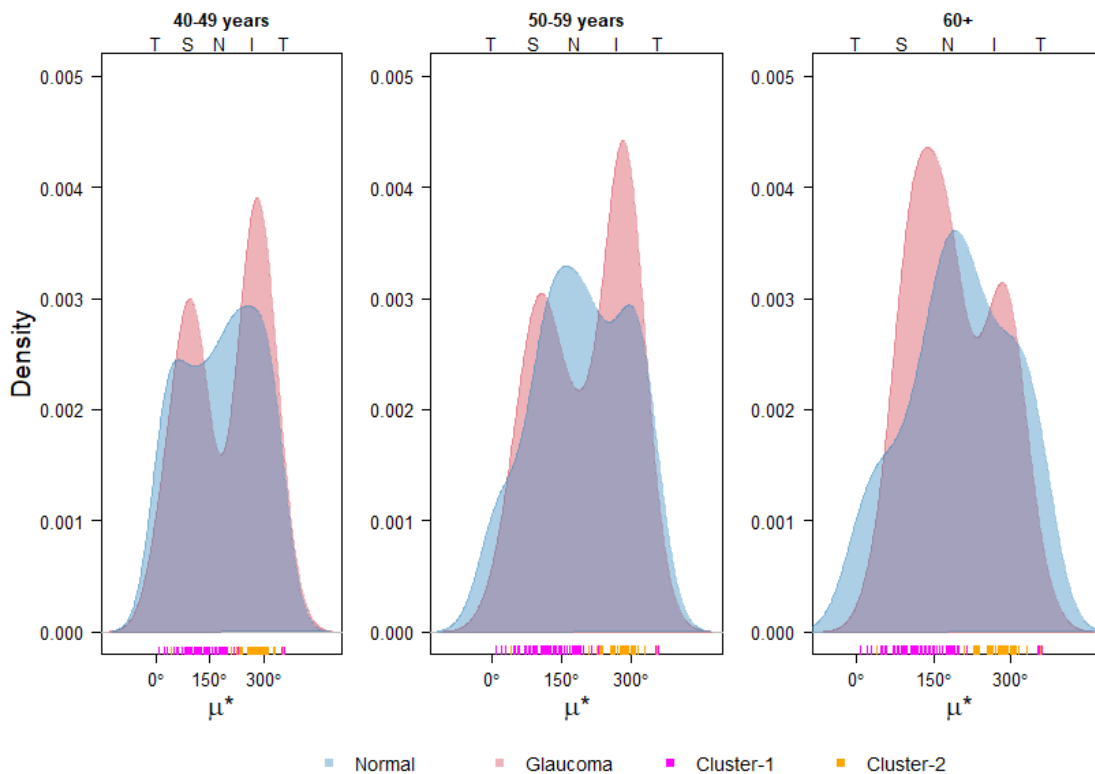 40-49 years
50-59 years
60+
T S N I T
T S N I T
T S N I T
Density
0.005
0.004
0.003
0.002
0.001
0.000
0.005
0.004
0.003
0.002
0.001
0.000
0.005
0.004
0.003
0.002
0.001
0.000
0° 150° 300°
0° 150° 300°
0° 150° 300°
μ*
μ*
μ*
Normal
Glaucoma
Cluster-1
Cluster-2